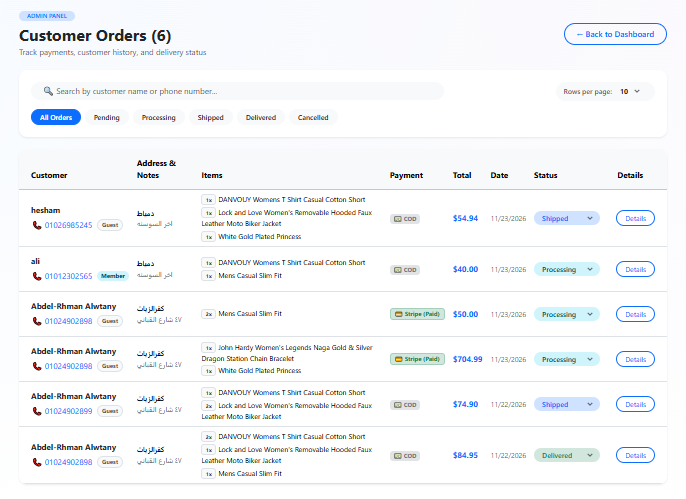 ADMIN PANEL
Customer Orders (6)
Track payments, customer history, and delivery status
← Back to Dashboard
Search by customer name or phone number...
Rows per page: 10
All Orders Pending Processing Shipped Delivered Cancelled
Customer Address & Notes Items Payment Total Date Status Details
hesham
01026985245 Guest
دمياط
اخر السوسنه
1x DANVOUY Womens T Shirt Casual Cotton Short
1x Lock and Love Women's Removable Hooded Faux
Leather Moto Biker Jacket
1x White Gold Plated Princess
COD $54.94 11/23/2026 Shipped Details
ali
01012302565 Member
دمياط
اخر السوسنه
1x DANVOUY Womens T Shirt Casual Cotton Short
1x Mens Casual Slim Fit
COD $40.00 11/23/2026 Processing Details
Abdel-Rhman Alwtany
01024902898 Guest
كفرالزيات
٤٧ شارع القناني
2x Mens Casual Slim Fit
Stripe (Paid) $50.00 11/23/2026 Processing Details
Abdel-Rhman Alwtany
01024902898 Guest
كفرالزيات
٤٧ شارع القناني
1x John Hardy Women's Legends Naga Gold & Silver
Dragon Station Chain Bracelet
1x White Gold Plated Princess
Stripe (Paid) $704.99 11/23/2026 Processing Details
Abdel-Rhman Alwtany
01024902899 Guest
كفرالزيات
٤٧ شارع القناني
1x DANVOUY Womens T Shirt Casual Cotton Short
2x Lock and Love Women's Removable Hooded Faux
Leather Moto Biker Jacket
COD $74.90 11/22/2026 Shipped Details
Abdel-Rhman Alwtany
01024902898 Guest
كفرالزيات
٤٧ شارع القناني
2x DANVOUY Womens T Shirt Casual Cotton Short
1x Lock and Love Women's Removable Hooded Faux
Leather Moto Biker Jacket
1x Mens Casual Slim Fit
COD $84.95 11/22/2026 Delivered Details